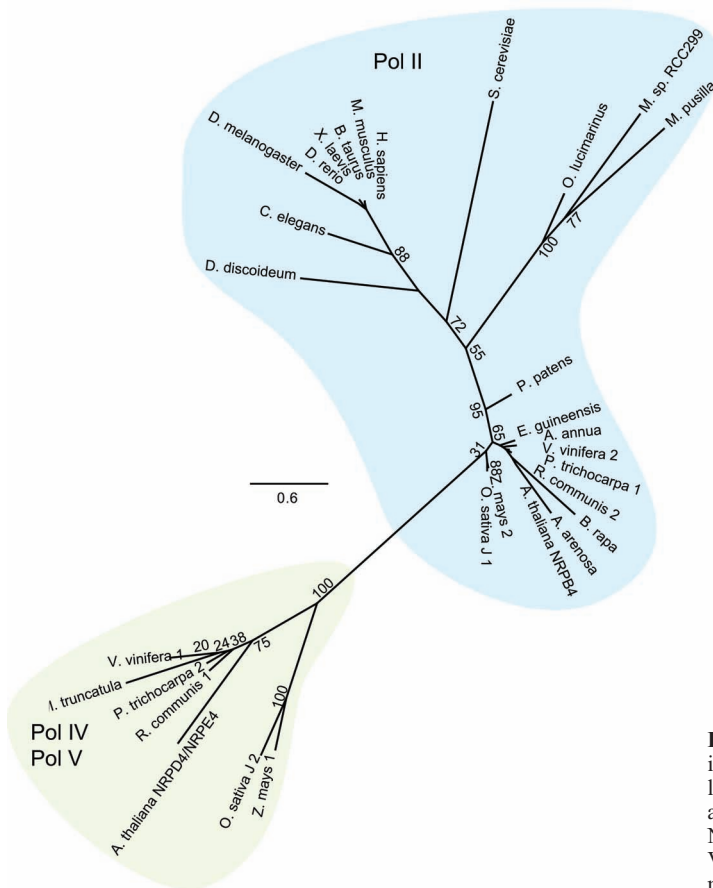 Pol II
S. cerevisiae
M. sp. RCC299
M. pusilla
O. lucimarinus
77
100
H. sapiens
M. musculus
B. taurus
X. laevis
D. rerio
D. melanogaster
C. elegans
88
D. discoideum
72
55
P. patens
95
65
E. guineensis
A. annua
V. vinifera 2
P. trichocarpa 1
R. communis 2
B. rapa
A. arenosa
A. thaliana NRPB4
31
88
Z. mays 2
O. sativa J 1
0.6
100
75
38
24
20
V. vinifera 1
. truncatula
P. trichocarpa 2
R. communis 1
A. thaliana NRPD4/NRPE4
100
O. sativa J 2
Z. mays 1
Pol IV
Pol V